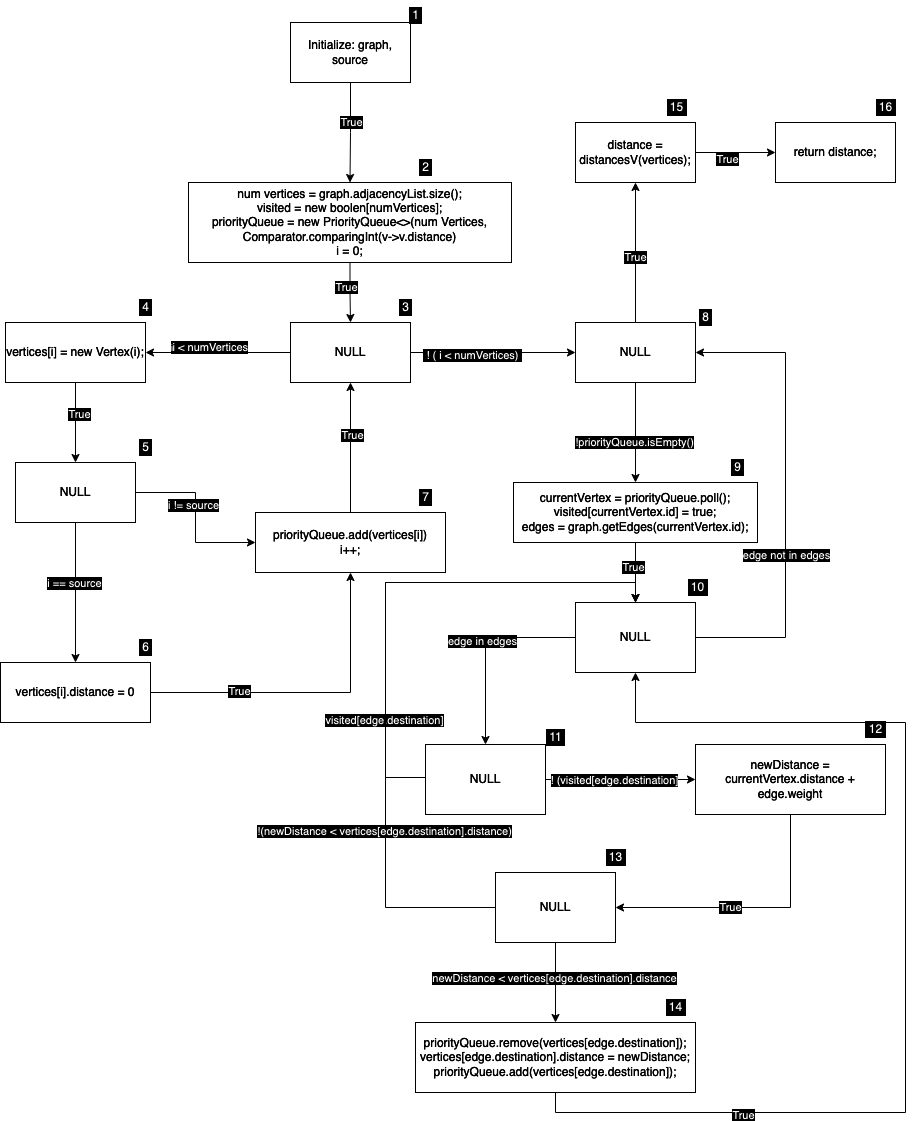 1
Initialize: graph,
source
True
2
num vertices = graph.adjacencyList.size();
visited = new boolen[numVertices];
priorityQueue = new PriorityQueue<>(num Vertices,
Comparator.comparingInt(v->v.distance)
i = 0;
True
15
distance =
distancesV(vertices);
True
16
return distance;
True
4
vertices[i] = new Vertex(i);
i < numVertices
3
NULL
! ( i < numVertices)
8
NULL
True
5
NULL
i != source
True
7
priorityQueue.add(vertices[i])
i++;
!priorityQueue.isEmpty()
9
currentVertex = priorityQueue.poll();
visited[currentVertex.id] = true;
edges = graph.getEdges(currentVertex.id);
edge not in edges
True
i == source
10
NULL
edge in edges
6
vertices[i].distance = 0
True
visited[edge.destination]
11
NULL
! (visited[edge.destination]
12
newDistance =
currentVertex.distance +
edge.weight
!(newDistance < vertices[edge.destination].distance)
13
NULL
True
newDistance < vertices[edge.destination].distance
14
priorityQueue.remove(vertices[edge.destination]);
vertices[edge.destination].distance = newDistance;
priorityQueue.add(vertices[edge.destination]);
True